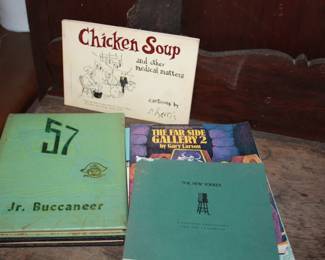 Chicken Soup
and other
medical matters
cartoons by
57
Jr. Buccaneer
THE FAR SIDE
GALLERY 2
by Gary Larson
THE NEW YORKER